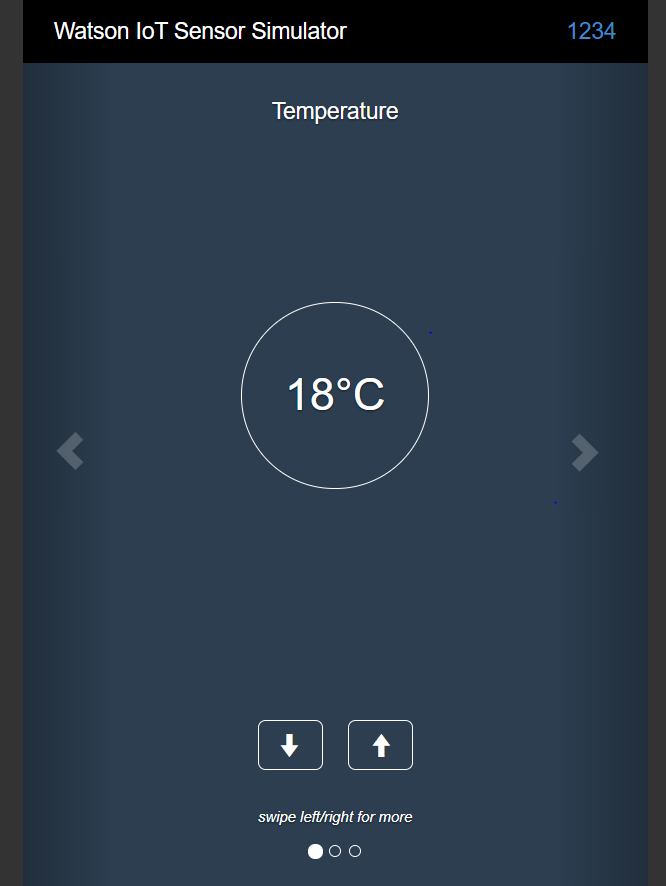 Watson IoT Sensor Simulator 1234
Temperature
18°C
swipe left/right for more